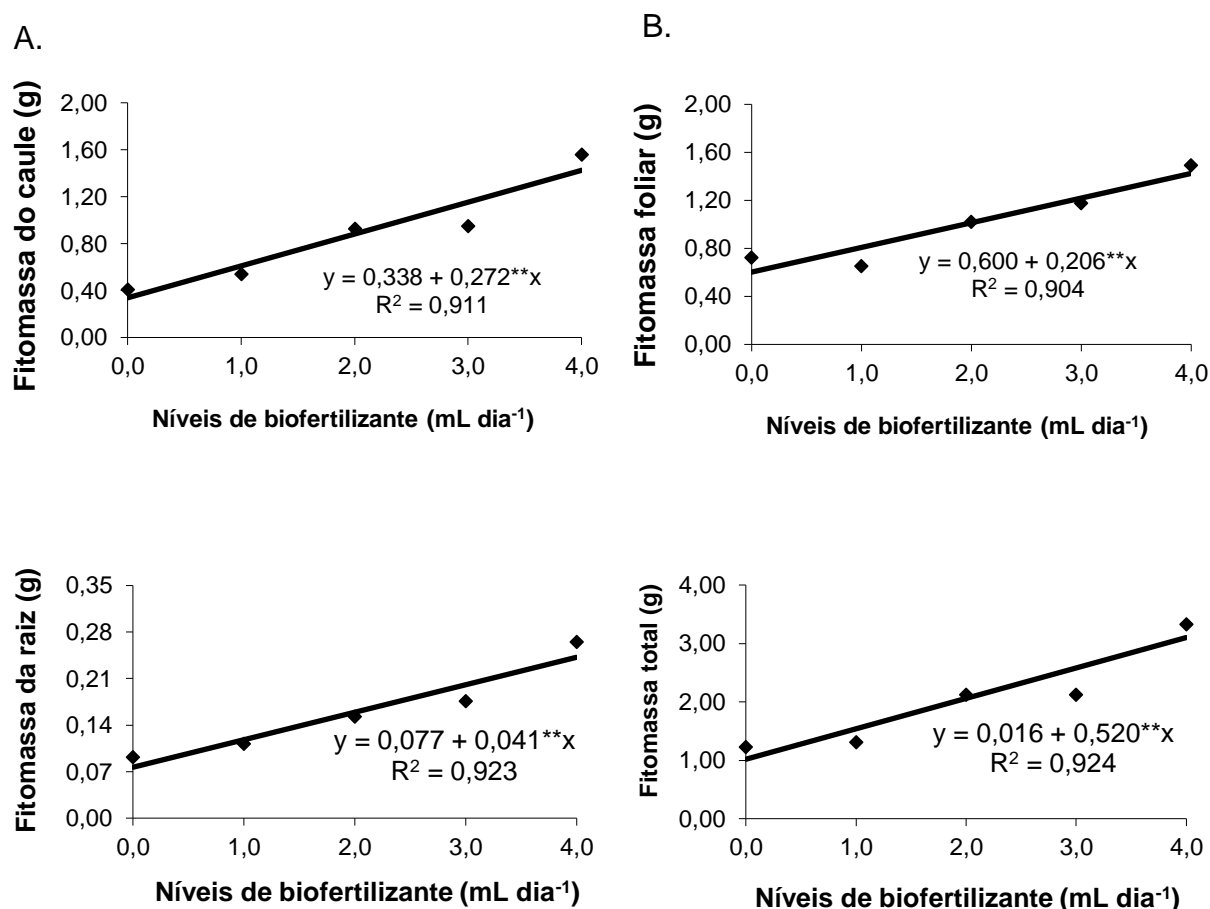 A.
Fitomassa do caule (g)
2,00
1,60
1,20
0,80
0,40
0,00
y = 0,338 + 0,272**x
R² = 0,911
0,0 1,0 2,0 3,0 4,0
Níveis de biofertilizante (mL dia⁻¹)
B.
Fitomassa foliar (g)
2,00
1,60
1,20
0,80
0,40
0,00
y = 0,600 + 0,206**x
R² = 0,904
0,0 1,0 2,0 3,0 4,0
Níveis de biofertilizante (mL dia⁻¹)
Fitomassa da raiz (g)
0,35
0,28
0,21
0,14
0,07
0,00
y = 0,077 + 0,041**x
R² = 0,923
0,0 1,0 2,0 3,0 4,0
Níveis de biofertilizante (mL dia⁻¹)
Fitomassa total (g)
4,00
3,00
2,00
1,00
0,00
y = 0,016 + 0,520**x
R² = 0,924
0,0 1,0 2,0 3,0 4,0
Níveis de biofertilizante (mL dia⁻¹)